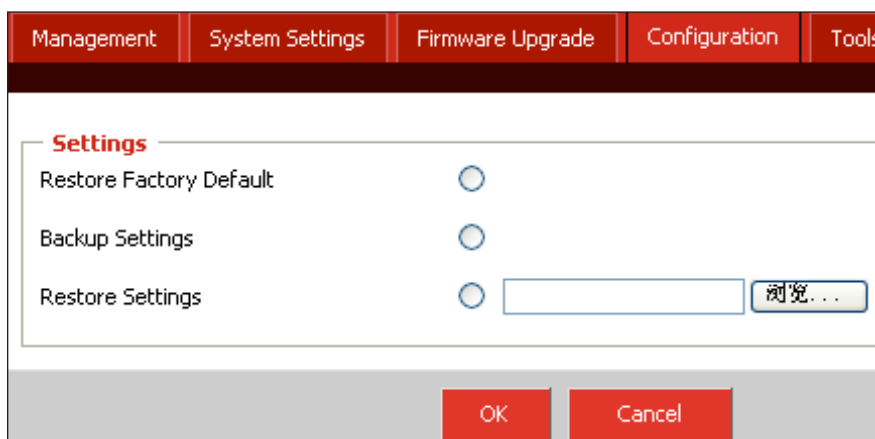 Management System Settings Firmware Upgrade Configuration Tools
Settings
Restore Factory Default
Backup Settings
Restore Settings 浏览...
OK Cancel